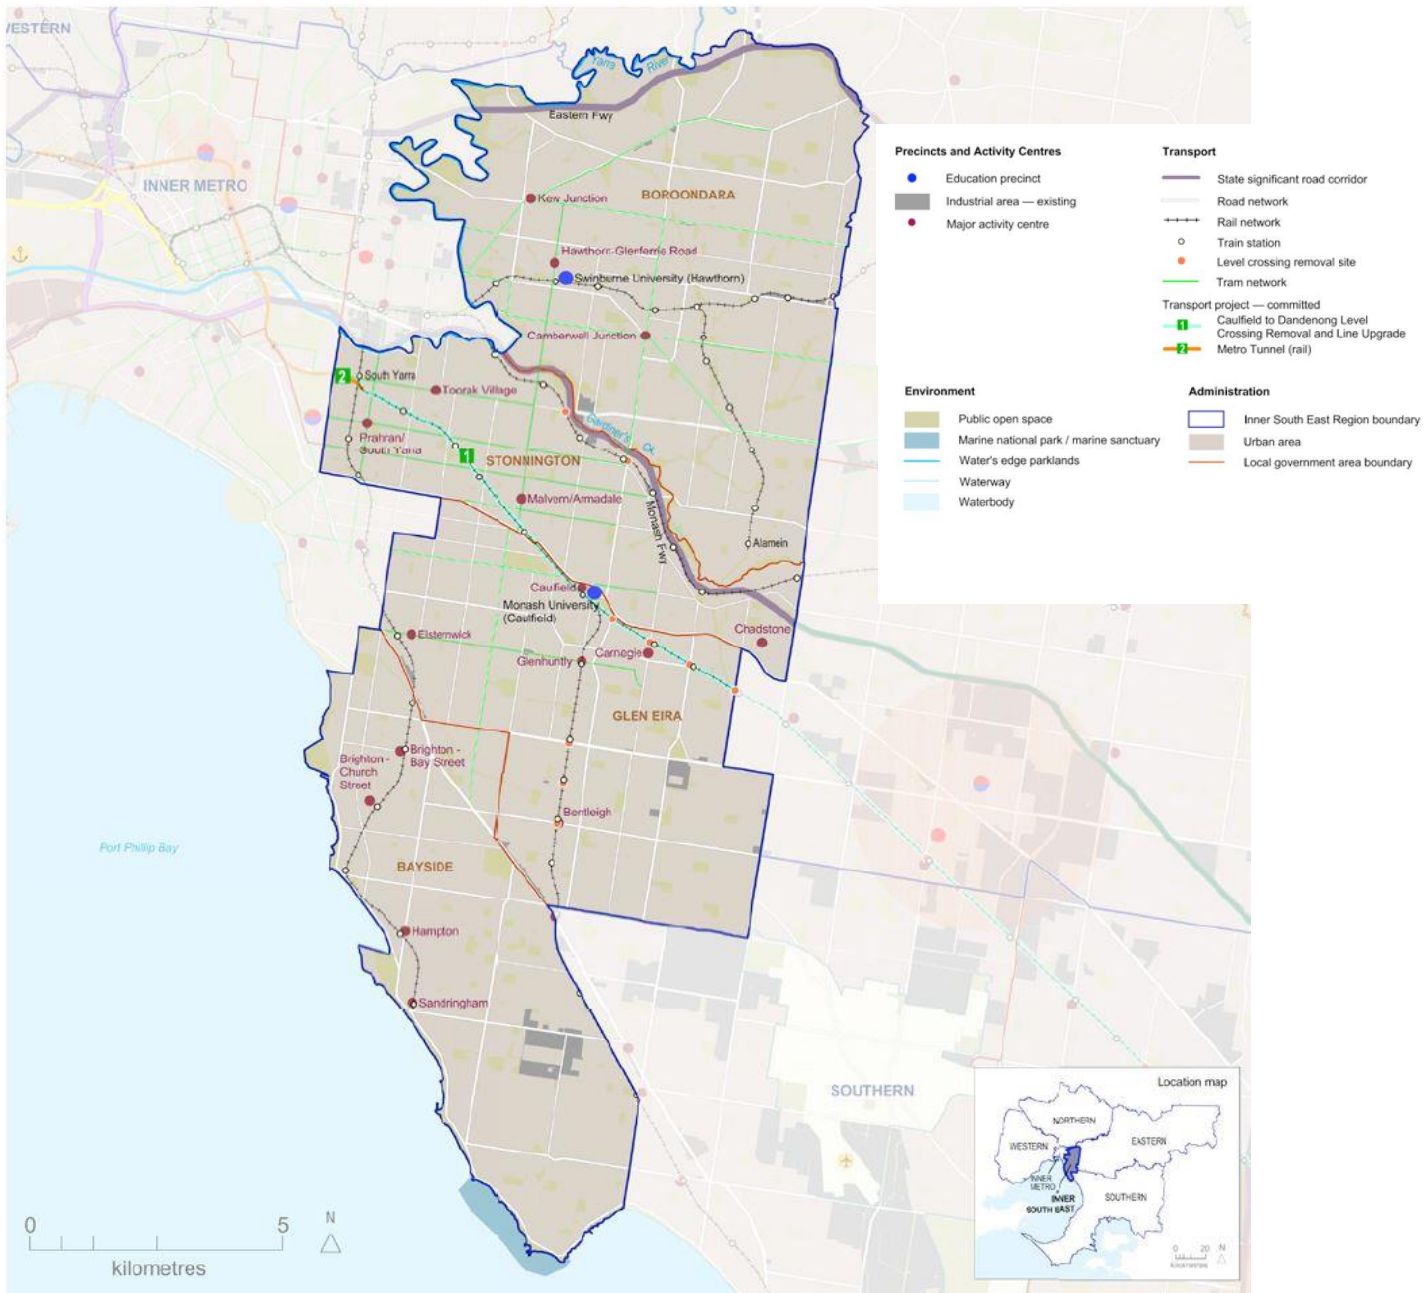 WESTERN
INNER METRO
Yarra
River
Eastern Fwy
BOROONDARA
Kew Junction
Hawthorn-Glenferrie Road
Swinburne University (Hawthorn)
Camberwell Junction
2
South Yarra
Toorak Village
Gardiner's Ck.
Prahran/
South Yarra
1
STONNINGTON
Malvern/Armadale
Monash Fwy
Alamein
Caulfield
Monash University
(Caulfield)
Elsternwick
Chadstone
Carnegie
Glenhuntly
GLEN EIRA
Brighton -
Bay Street
Brighton -
Church
Street
Bentleigh
Port Phillip Bay
BAYSIDE
Hampton
Sandringham
SOUTHERN
0
5
N
kilometres
Precincts and Activity Centres
Education precinct
Industrial area — existing
Major activity centre
Transport
State significant road corridor
Road network
Rail network
Train station
Level crossing removal site
Tram network
Transport project — committed
1
Caulfield to Dandenong Level
Crossing Removal and Line Upgrade
2
Metro Tunnel (rail)
Environment
Public open space
Marine national park / marine sanctuary
Water's edge parklands
Waterway
Waterbody
Administration
Inner South East Region boundary
Urban area
Local government area boundary
Location map
NORTHERN
WESTERN
EASTERN
INNER
METRO
INNER
SOUTH EAST
SOUTHERN
0
20
N
kilometres